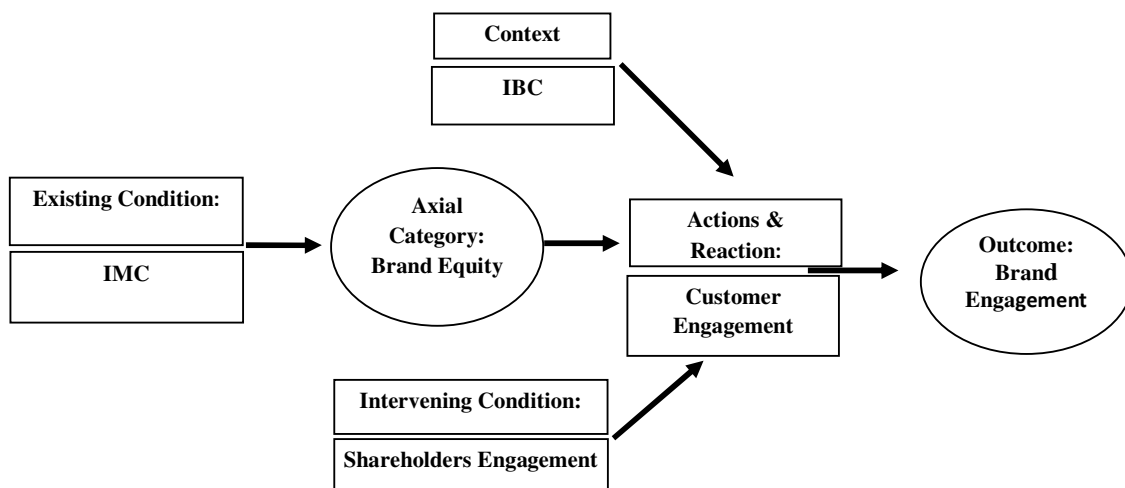 Context
IBC
Existing Condition:
IMC
Axial
Category:
Brand Equity
Actions &
Reaction:
Customer
Engagement
Outcome:
Brand
Engagement
Intervening Condition:
Shareholders Engagement